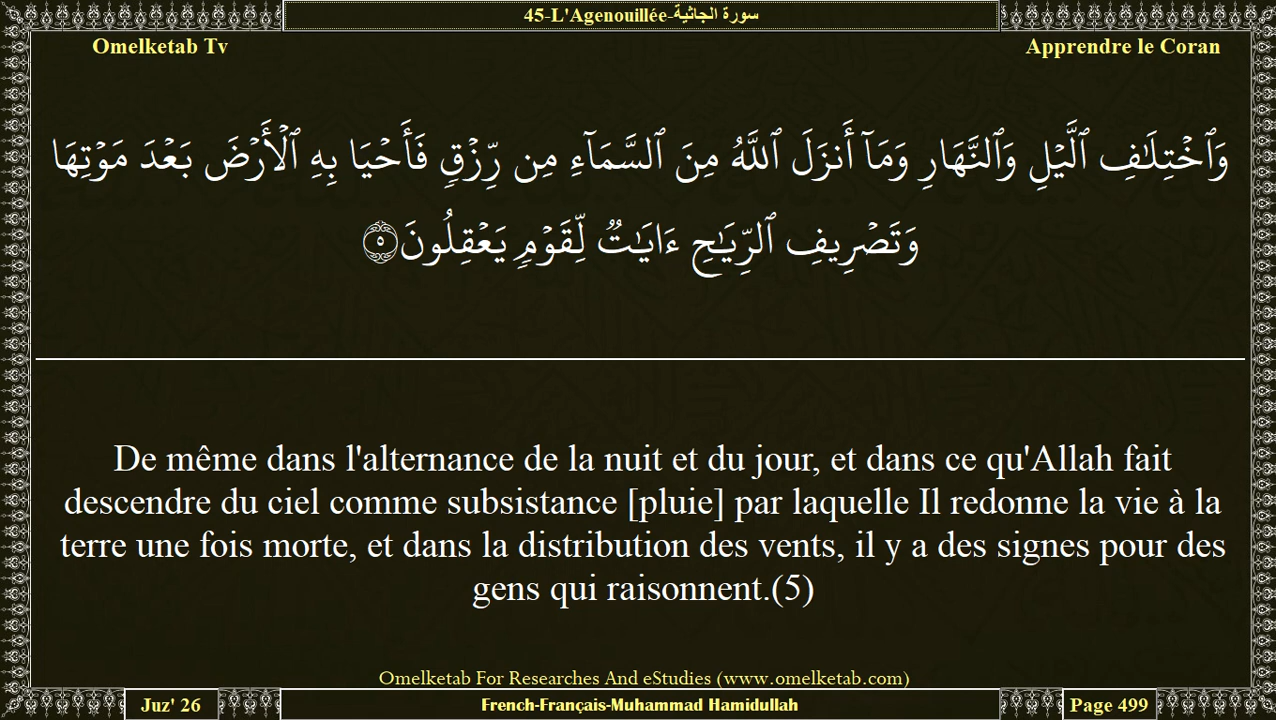 45-L'Agenouillée-سورة الجاثية
Omelketab Tv
Apprendre le Coran
وَٱخْتِلَٰفِ ٱلَّيْلِ وَٱلنَّهَارِ وَمَآ أَنزَلَ ٱللَّهُ مِنَ ٱلسَّمَآءِ مِن رِّزْقٍ فَأَحْيَا بِهِ ٱلْأَرْضَ بَعْدَ مَوْتِهَا
وَتَصْرِيفِ ٱلرِّيَٰحِ ءَايَٰتٌ لِّقَوْمٍ يَعْقِلُونَ ٥
De même dans l'alternance de la nuit et du jour, et dans ce qu'Allah fait
descendre du ciel comme subsistance [pluie] par laquelle Il redonne la vie à la
terre une fois morte, et dans la distribution des vents, il y a des signes pour des
gens qui raisonnent.(5)
Omelketab For Researches And eStudies (www.omelketab.com)
Juz' 26
French-Français-Muhammad Hamidullah
Page 499